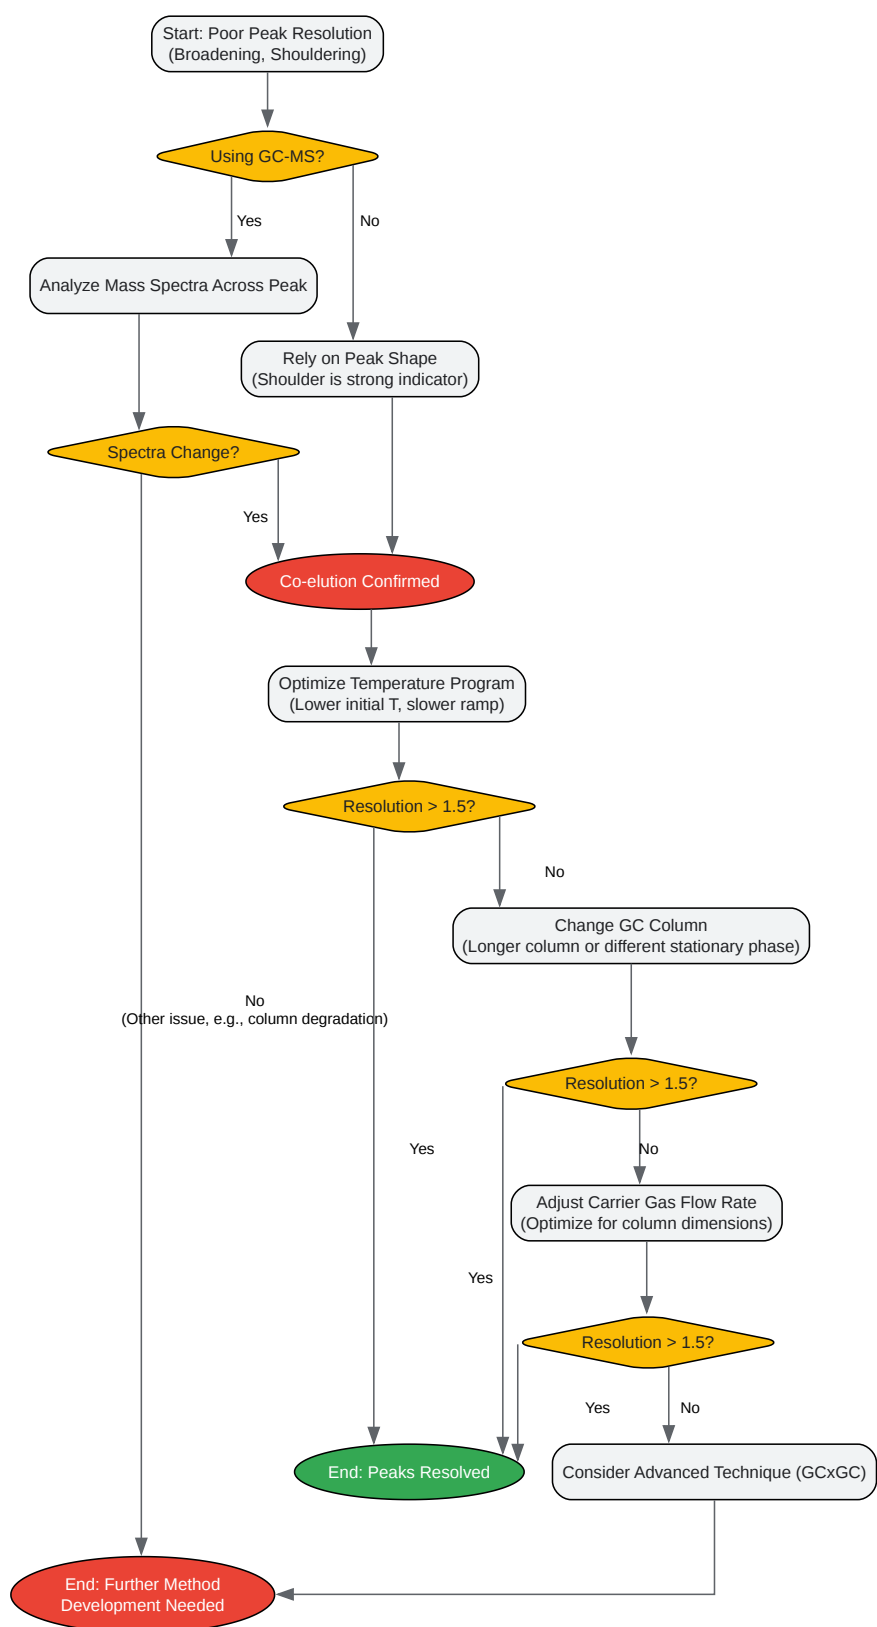 Start: Poor Peak Resolution
(Broadening, Shouldering)
Using GC-MS?
Yes
No
Analyze Mass Spectra Across Peak
Rely on Peak Shape
(Shoulder is strong indicator)
Spectra Change?
Yes
Co-elution Confirmed
Optimize Temperature Program
(Lower initial T, slower ramp)
Resolution > 1.5?
No
Change GC Column
(Longer column or different stationary phase)
No
(Other issue, e.g., column degradation)
Resolution > 1.5?
Yes
No
Adjust Carrier Gas Flow Rate
(Optimize for column dimensions)
Yes
Resolution > 1.5?
Yes
No
End: Peaks Resolved
Consider Advanced Technique (GCxGC)
End: Further Method
Development Needed